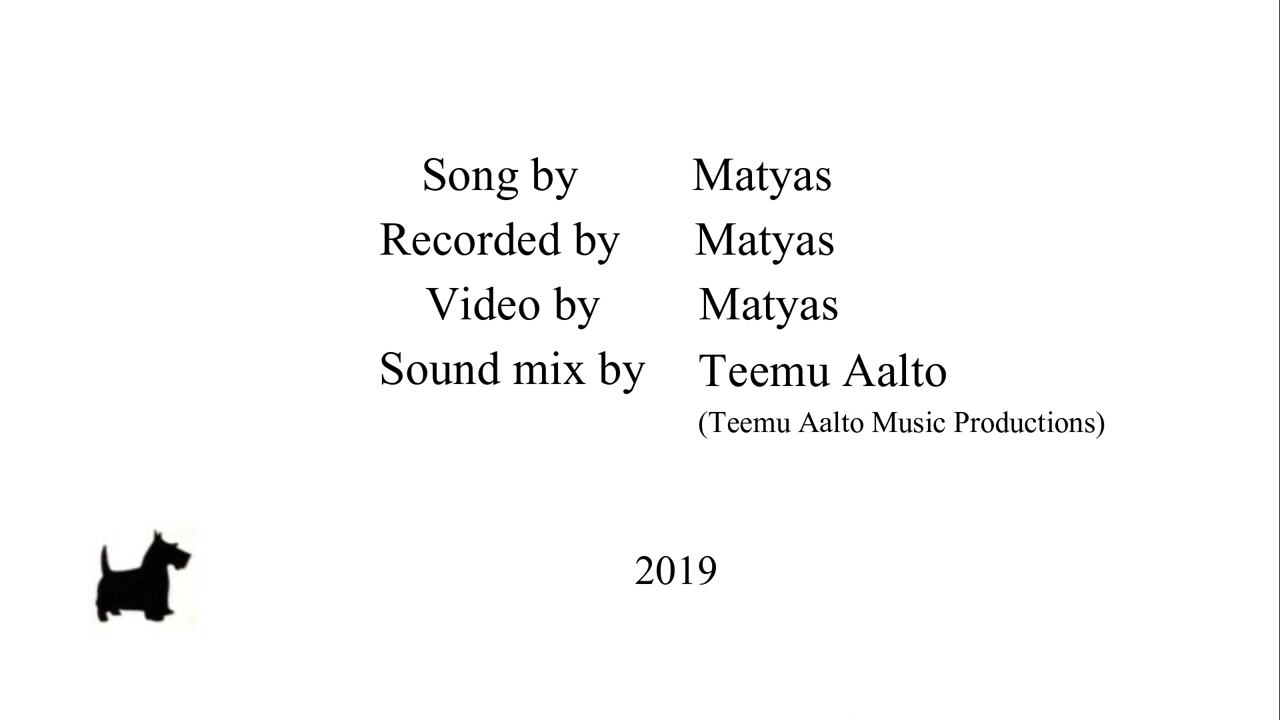 Song by Matyas
Recorded by Matyas
Video by Matyas
Sound mix by Teemu Aalto
(Teemu Aalto Music Productions)
2019